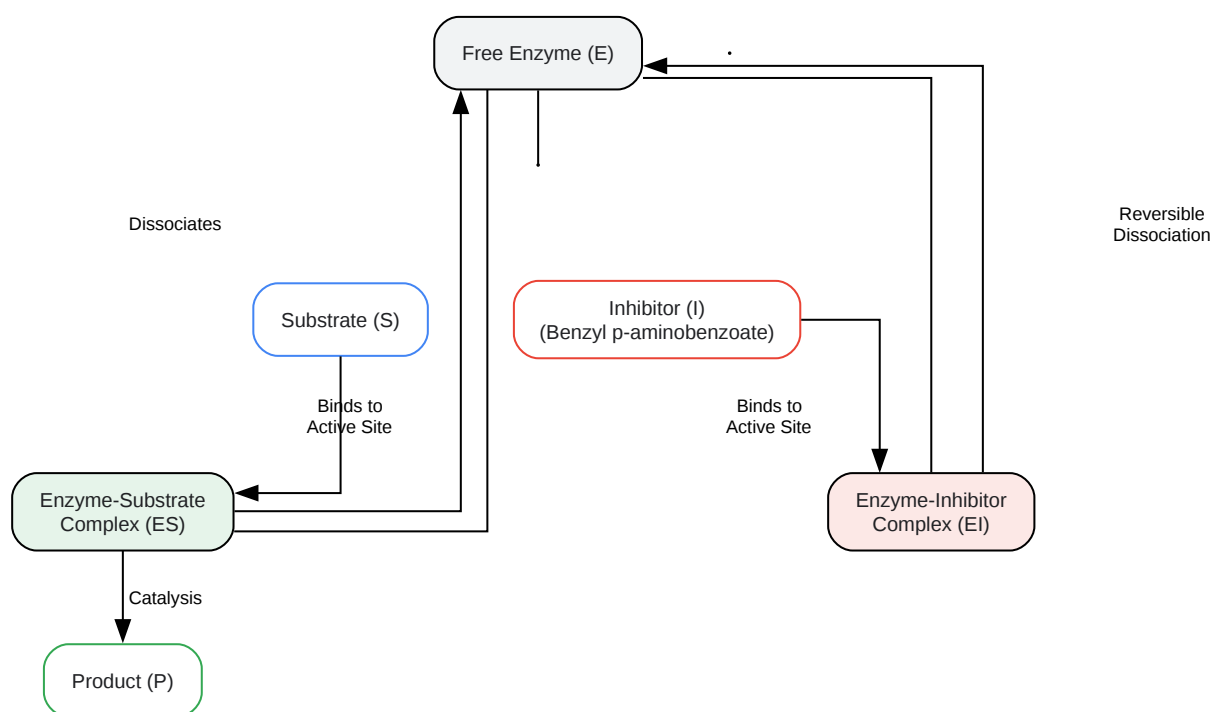 Free Enzyme (E)
Dissociates
Reversible
Dissociation
Substrate (S)
Inhibitor (I)
(Benzyl p-aminobenzoate)
Binds to
Active Site
Binds to
Active Site
Enzyme-Substrate
Complex (ES)
Enzyme-Inhibitor
Complex (EI)
Catalysis
Product (P)